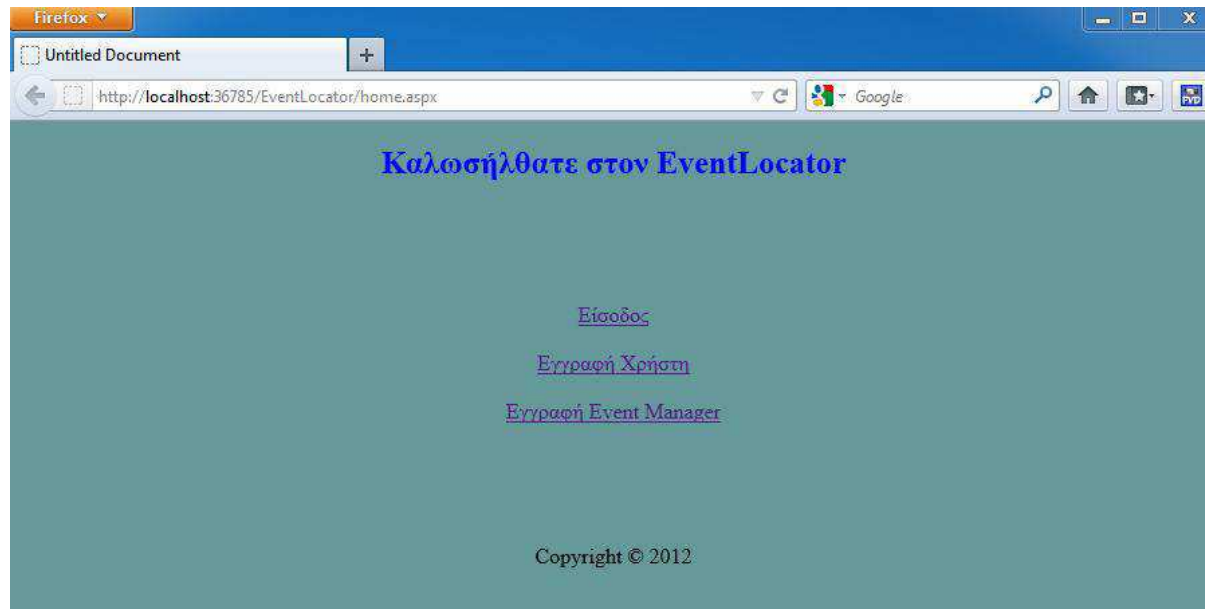 Firefox
Untitled Document
http://localhost:36785/EventLocator/home.aspx
Google
PVD
Καλωσήλθατε στον EventLocator
Είσοδος
Εγγραφή Χρήστη
Εγγραφή Event Manager
Copyright © 2012